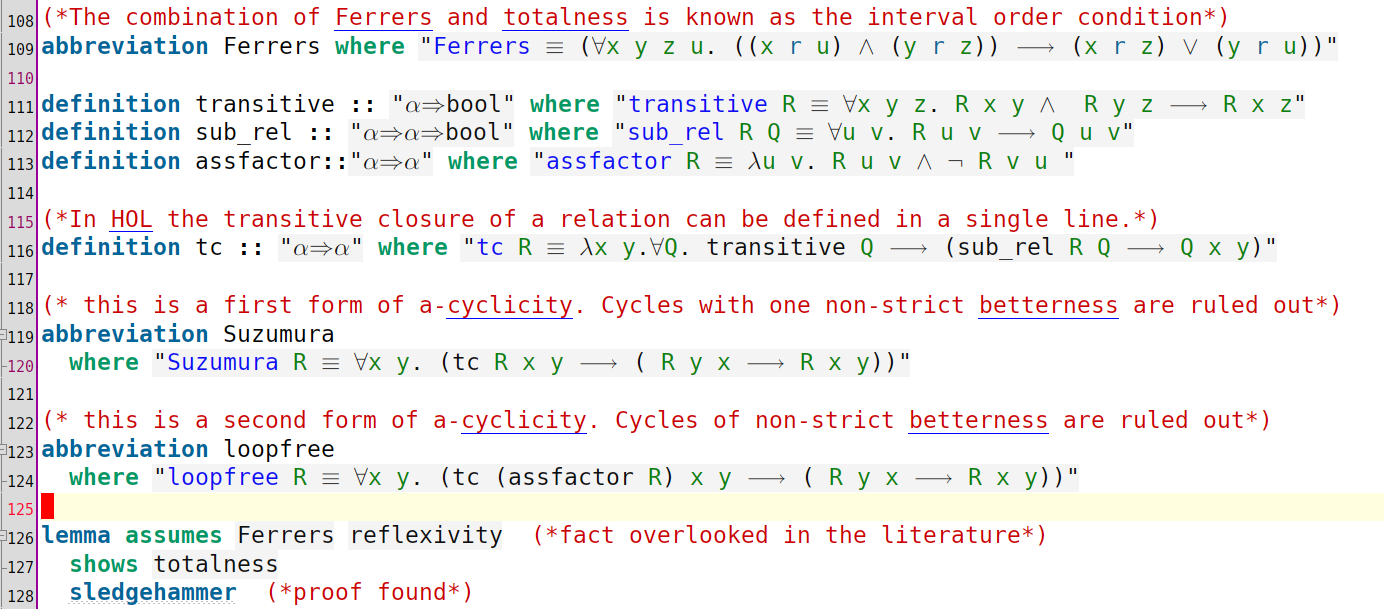 108 (*The combination of Ferrers and totalness is known as the interval order condition*)
109 abbreviation Ferrers where "Ferrers ≡ (∀x y z u. ((x r u) ∧ (y r z)) ⟶ (x r z) ∨ (y r u))"
110
111 definition transitive :: "α⇒bool" where "transitive R ≡ ∀x y z. R x y ∧  R y z ⟶ R x z"
112 definition sub_rel :: "α⇒α⇒bool" where "sub_rel R Q ≡ ∀u v. R u v ⟶ Q u v"
113 definition assfactor::"α⇒α" where "assfactor R ≡ λu v. R u v ∧ ¬ R v u "
114
115 (*In HOL the transitive closure of a relation can be defined in a single line.*)
116 definition tc :: "α⇒α" where "tc R ≡ λx y.∀Q. transitive Q ⟶ (sub_rel R Q ⟶ Q x y)"
117
118 (* this is a first form of a-cyclicity. Cycles with one non-strict betterness are ruled out*)
119 abbreviation Suzumura
120   where "Suzumura R ≡ ∀x y. (tc R x y ⟶ ( R y x ⟶ R x y))"
121
122 (* this is a second form of a-cyclicity. Cycles of non-strict betterness are ruled out*)
123 abbreviation loopfree
124   where "loopfree R ≡ ∀x y. (tc (assfactor R) x y ⟶ ( R y x ⟶ R x y))"
125
126 lemma assumes Ferrers reflexivity  (*fact overlooked in the literature*)
127   shows totalness
128   sledgehammer  (*proof found*)